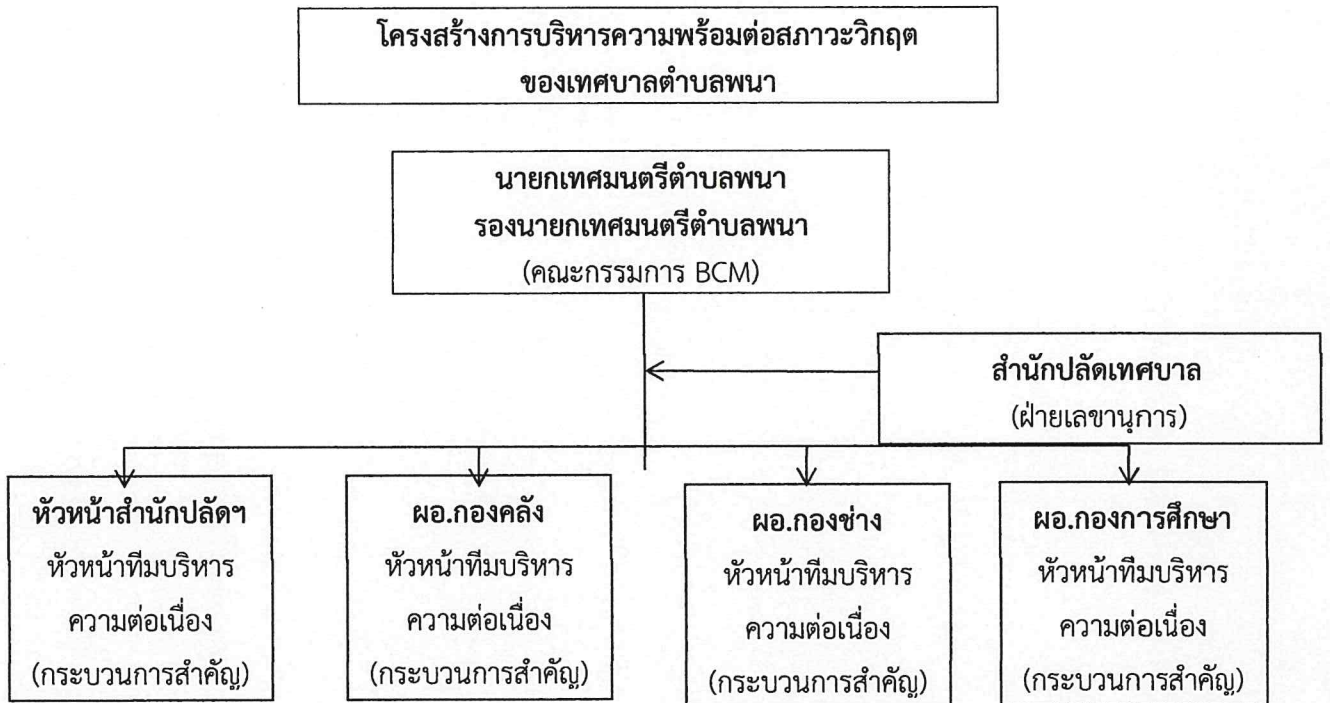 โครงสร้างการบริหารความพร้อมต่อสภาวะวิกฤต
ของเทศบาลตำบลพนา
นายกเทศมนตรีตำบลพนา
รองนายกเทศมนตรีตำบลพนา
(คณะกรรมการ BCM)
สำนักปลัดเทศบาล
(ฝ่ายเลขานุการ)
หัวหน้าสำนักปลัดฯ
หัวหน้าทีมบริหาร
ความต่อเนื่อง
(กระบวนการสำคัญ)
ผอ.กองคลัง
หัวหน้าทีมบริหาร
ความต่อเนื่อง
(กระบวนการสำคัญ)
ผอ.กองช่าง
หัวหน้าทีมบริหาร
ความต่อเนื่อง
(กระบวนการสำคัญ)
ผอ.กองการศึกษา
หัวหน้าทีมบริหาร
ความต่อเนื่อง
(กระบวนการสำคัญ)